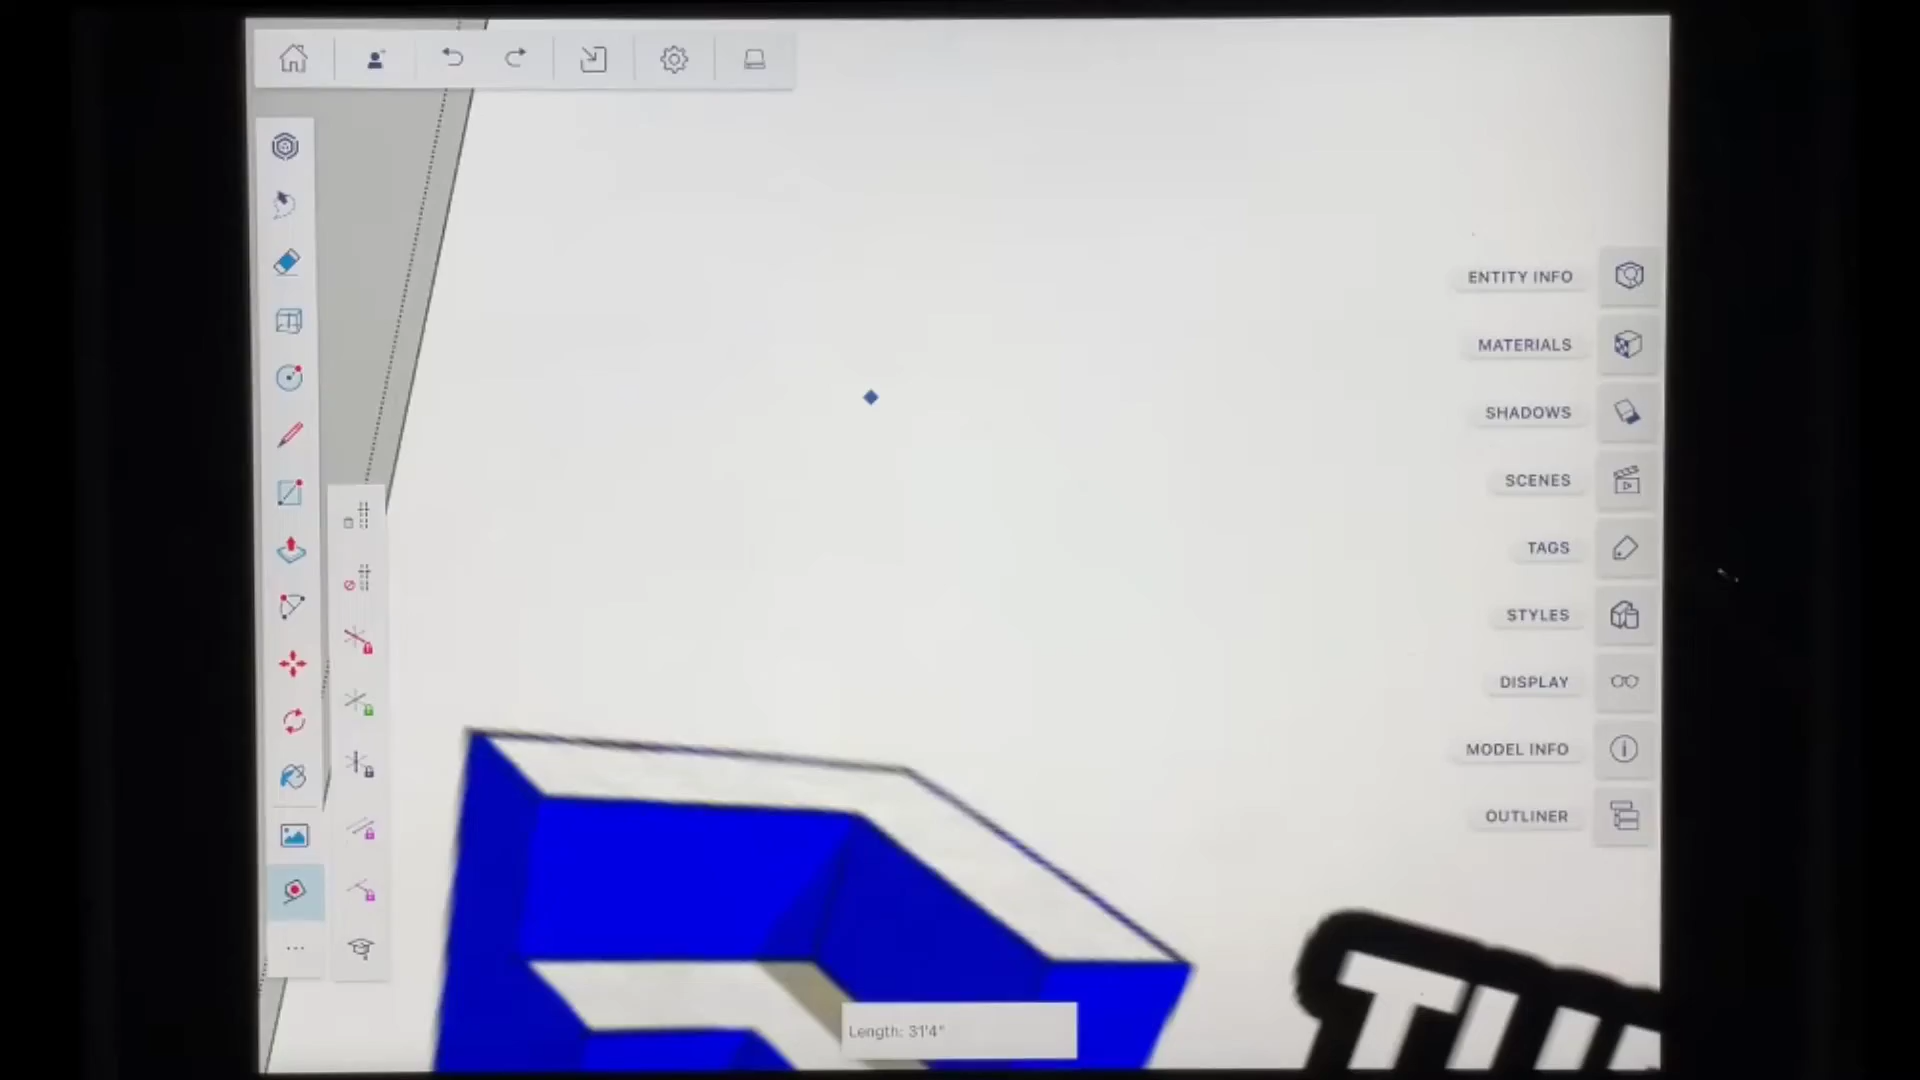 ENTITY INFO
MATERIALS
SHADOWS
SCENES
TAGS
STYLES
DISPLAY
MODEL INFO
OUTLINER
Length: 31'4"